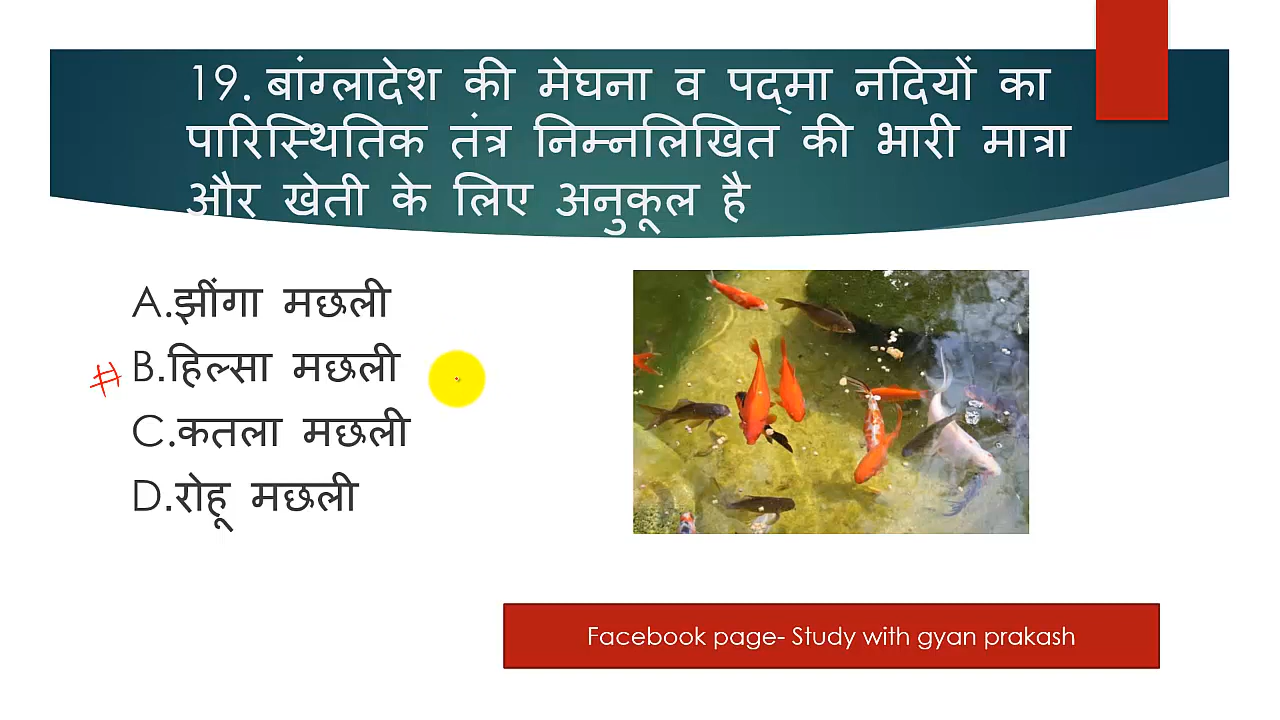 19. बांग्लादेश की मेघना व पद्‌मा नदियों का
पारिस्थितिक तंत्र निम्नलिखित की भारी मात्रा
और खेती के लिए अनुकूल है
A.झींगा मछली
B.हिल्सा मछली
C.कतला मछली
D.रोहू मछली
Facebook page- Study with gyan prakash